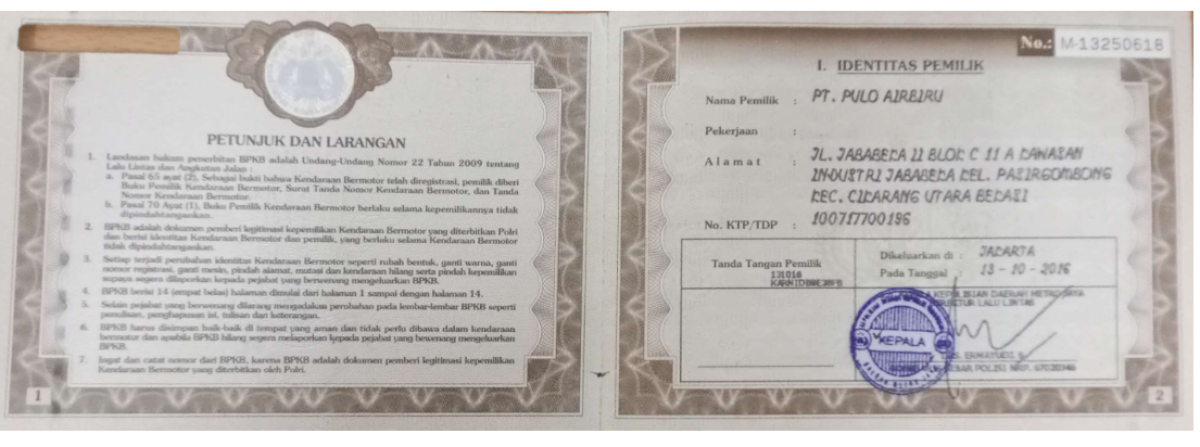 PETUNJUK DAN LARANGAN
1. Landasan hukum penerbitan BPKB adalah Undang-Undang Nomor 22 Tahun 2009 tentang
Lalu Lintas dan Angkutan Jalan :
a. Pasal 65 ayat (2), Sebagai bukti bahwa Kendaraan Bermotor telah diregistrasi, pemilik diberi
Buku Pemilik Kendaraan Bermotor, Surat Tanda Nomor Kendaraan Bermotor, dan Tanda
Nomor Kendaraan Bermotor.
b. Pasal 70 Ayat (1), Buku Pemilik Kendaraan Bermotor berlaku selama kepemilikannya tidak
dipindahtangankan.
2. BPKB adalah dokumen pemberi legitimasi kepemilikan Kendaraan Bermotor yang diterbitkan Polri
dan berisi identitas Kendaraan Bermotor dan pemilik, yang berlaku selama Kendaraan Bermotor
tidak dipindahtangankan.
3. Setiap terjadi perubahan identitas Kendaraan Bermotor seperti rubah bentuk, ganti warna, ganti
nomor registrasi, ganti mesin, pindah alamat, mutasi dan kendaraan hilang serta pindah kepemilikan
supaya segera dilaporkan kepada pejabat yang berwenang mengeluarkan BPKB.
4. BPKB berisi 14 (empat belas) halaman dimulai dari halaman 1 sampai dengan halaman 14.
5. Selain pejabat yang berwenang dilarang mengadakan perobahan pada lembar-lembar BPKB seperti
penulisan, penghapusan isi, tulisan dan keterangan.
6. BPKB harus disimpan baik-baik di tempat yang aman dan tidak perlu dibawa dalam kendaraan
bermotor dan apabila BPKB hilang segera melaporkan kepada pejabat yang berwenang mengeluarkan
BPKB.
7. Ingat dan catat nomor dari BPKB, karena BPKB adalah dokumen pemberi legitimasi kepemilikan
Kendaraan Bermotor yang diterbitkan oleh Polri.
1
No.: M-13250618
I. IDENTITAS PEMILIK
Nama Pemilik : PT. PULO AIRBIRU
Pekerjaan :
Alamat : JL. JABABEKA II BLOK C 11 A KAWASAN
INDUSTRI JABABEKA KEL. PASIRGOMBONG
KEC. CIKARANG UTARA BEKASI
No. KTP/TDP : 100717700196
Tanda Tangan Pemilik
131016
Dikeluarkan di : JAKARTA
Pada Tanggal : 13 - 10 - 2016
KEPOLISIAN DAERAH METRO JAYA
LALU LINTAS
KEPALA
2